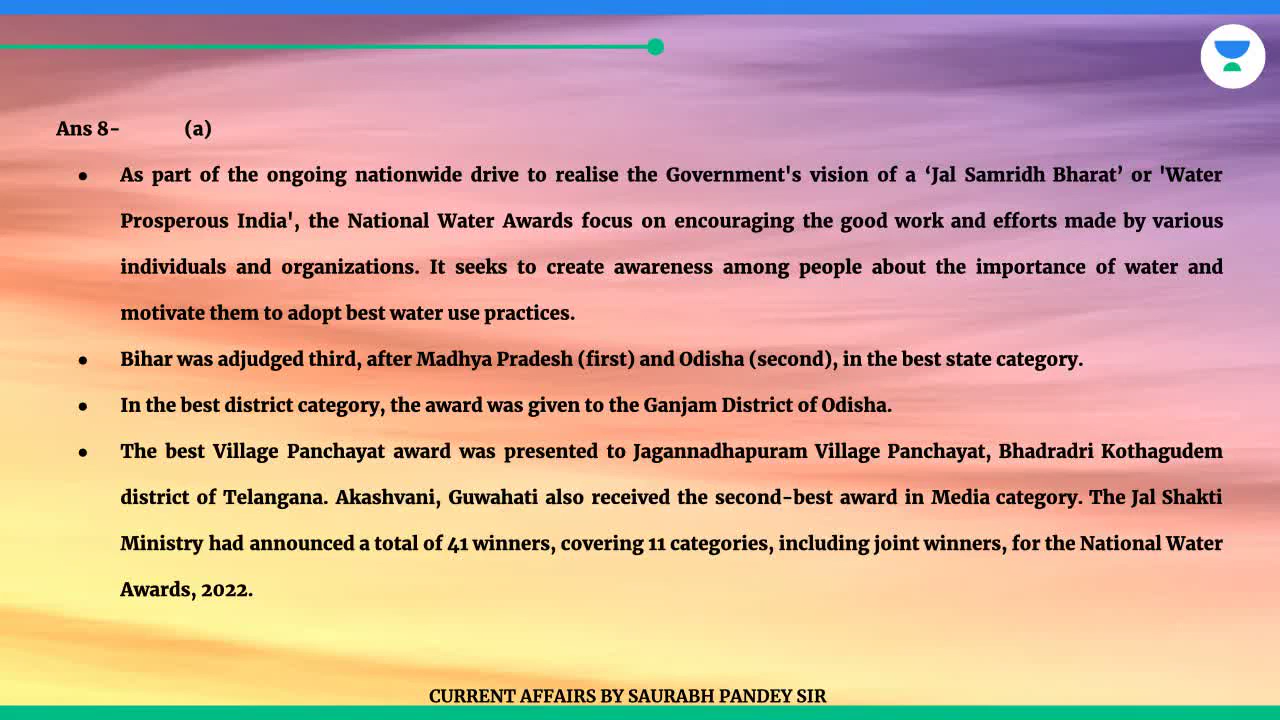 Ans 8- (a)
● As part of the ongoing nationwide drive to realise the Government's vision of a ‘Jal Samridh Bharat’ or 'Water
Prosperous India', the National Water Awards focus on encouraging the good work and efforts made by various
individuals and organizations. It seeks to create awareness among people about the importance of water and
motivate them to adopt best water use practices.
● Bihar was adjudged third, after Madhya Pradesh (first) and Odisha (second), in the best state category.
● In the best district category, the award was given to the Ganjam District of Odisha.
● The best Village Panchayat award was presented to Jagannadhapuram Village Panchayat, Bhadradri Kothagudem
district of Telangana. Akashvani, Guwahati also received the second-best award in Media category. The Jal Shakti
Ministry had announced a total of 41 winners, covering 11 categories, including joint winners, for the National Water
Awards, 2022.
CURRENT AFFAIRS BY SAURABH PANDEY SIR